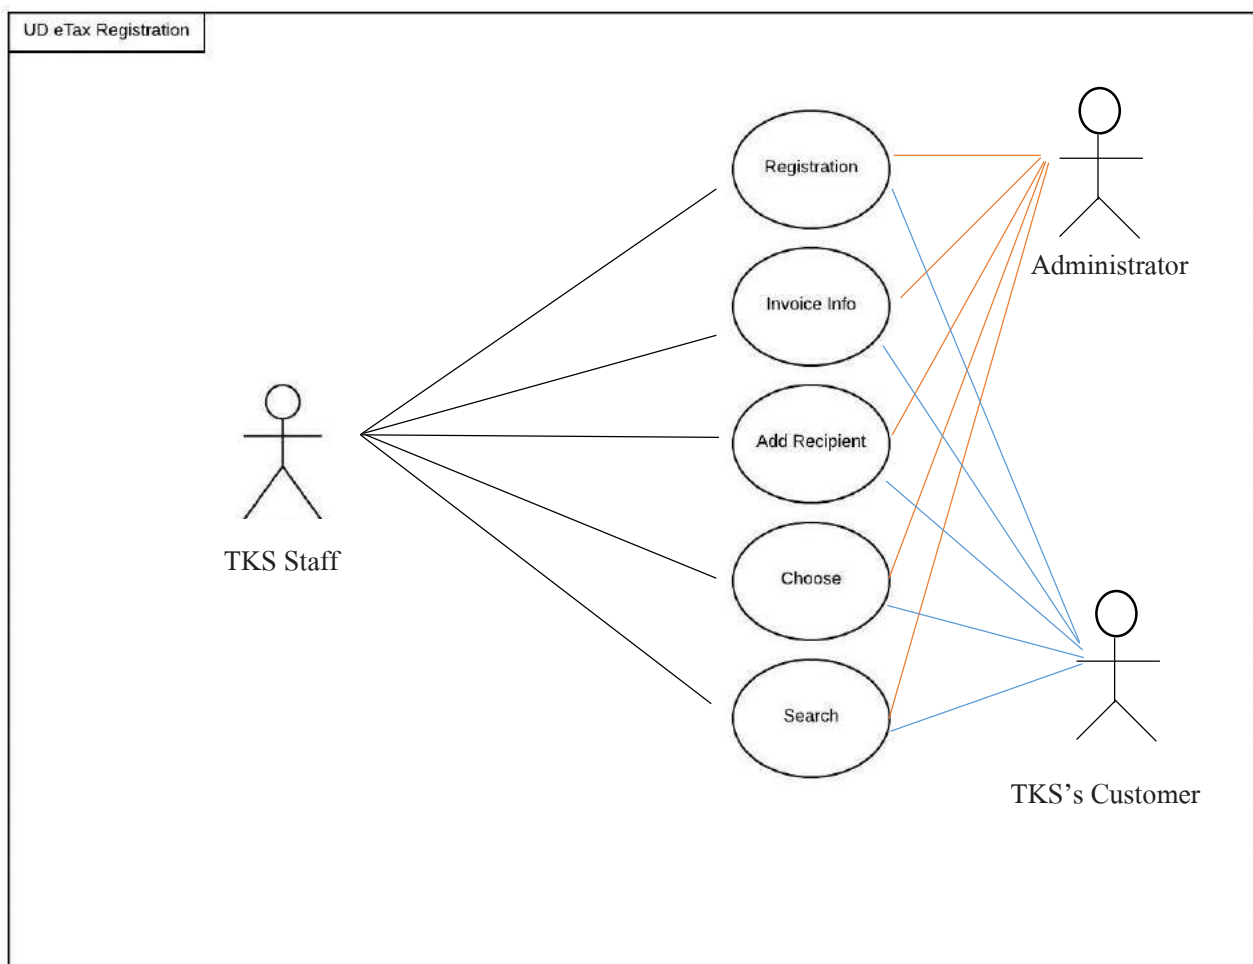 UD eTax Registration
Registration
Administrator
Invoice Info
Add Recipient
TKS Staff
Choose
Search
TKS's Customer